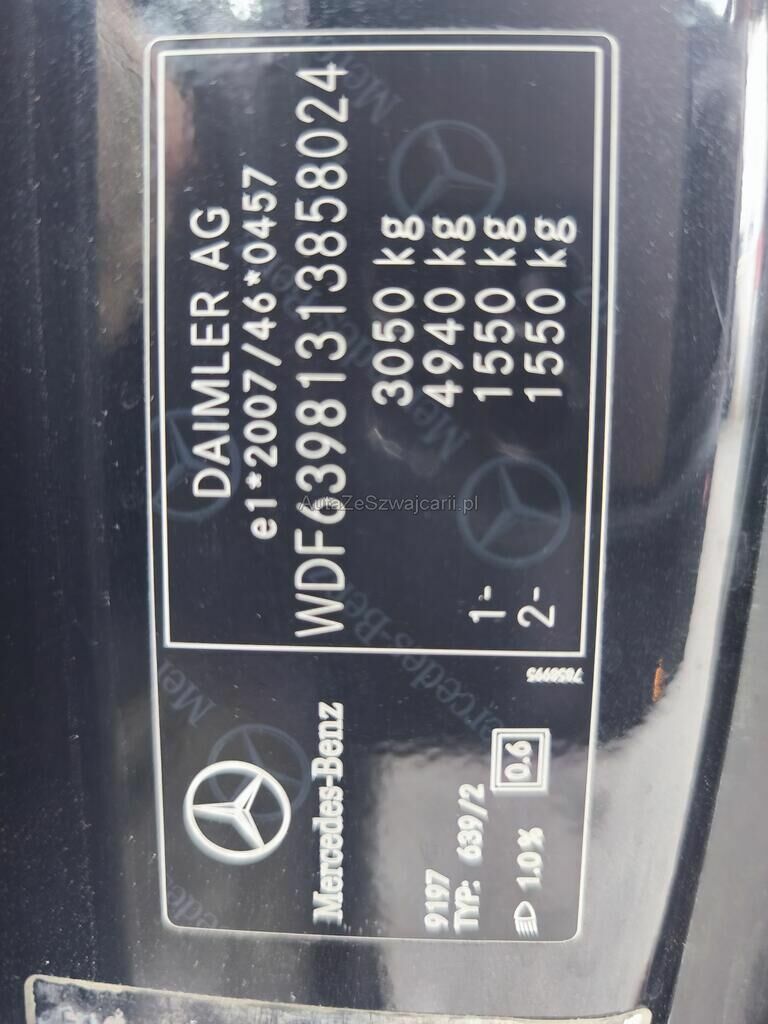 DAIMLER AG
e1*2007/46*0457
WDF63981313858024
3050 kg
4940 kg
1- 1550 kg
2- 1550 kg
Mercedes-Benz
9197
TYP: 639/2
1.0% 0.6
7858995
AutaZeSzwajcarii.pl